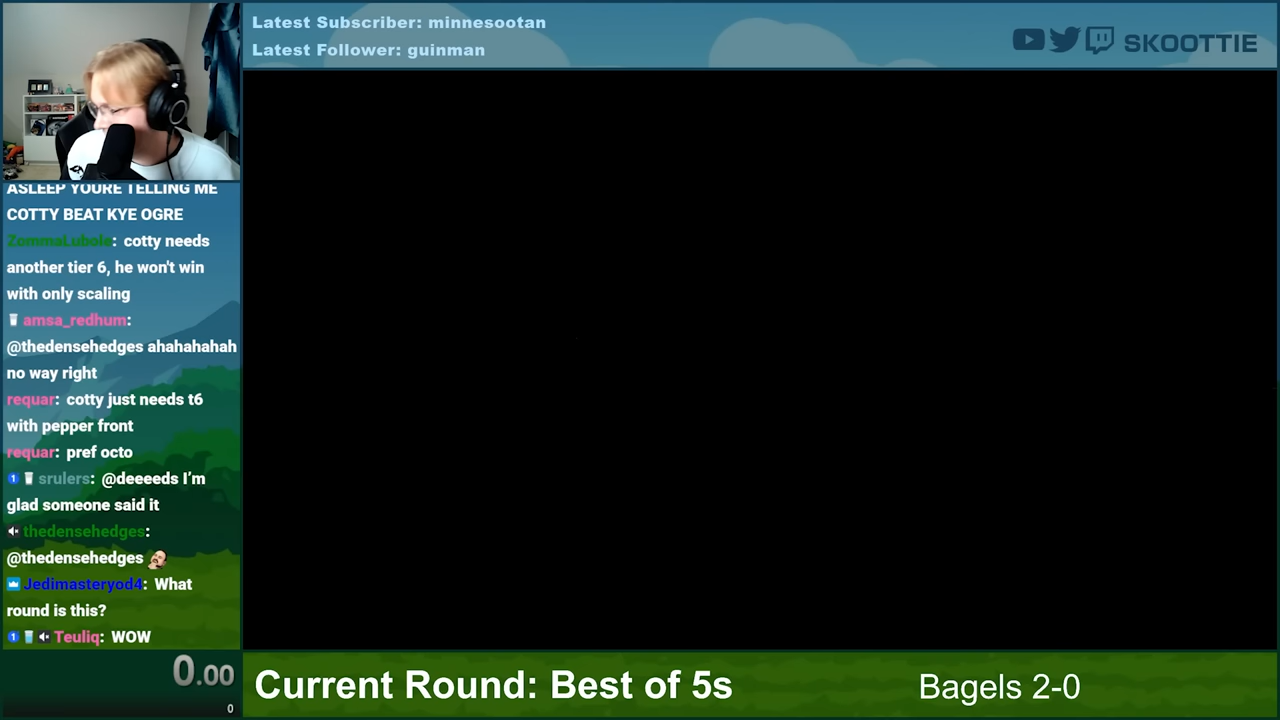 Latest Subscriber: minnesootan
Latest Follower: guinman
SKOOTTIE
ASLEEP YOURE TELLING ME
COTTY BEAT KYE OGRE
ZommaLubole: cotty needs
another tier 6, he won't win
with only scaling
amsa_redhum:
@thedensehedges ahahahahah
no way right
requar: cotty just needs t6
with pepper front
requar: pref octo
1 srulers: @deeeeds I’m
glad someone said it
thedensehedges:
@thedensehedges
Jedimasteryod4: What
round is this?
1 Teuliq: WOW
0.00
0
Current Round: Best of 5s
Bagels 2-0